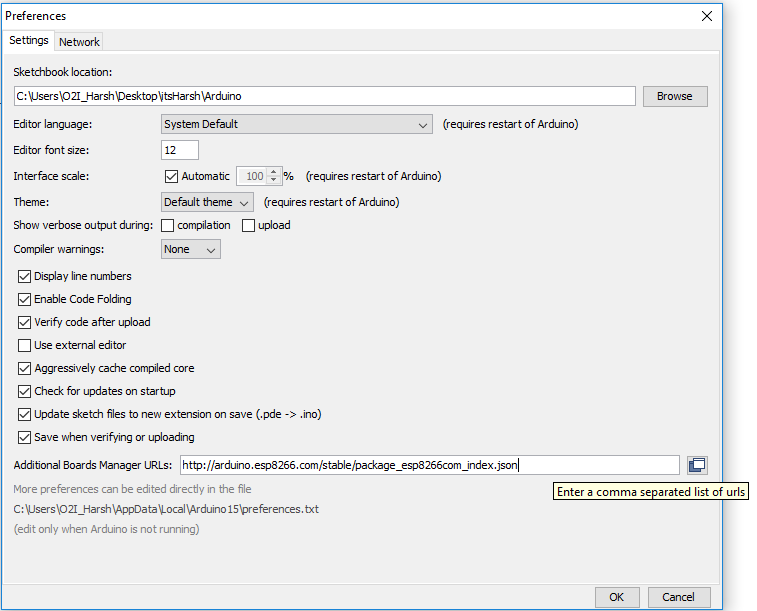 Preferences
Settings Network
Sketchbook location:
C:\Users\O2I_Harsh\Desktop\itsHarsh\Arduino Browse
Editor language: System Default (requires restart of Arduino)
Editor font size: 12
Interface scale: Automatic 100 % (requires restart of Arduino)
Theme: Default theme (requires restart of Arduino)
Show verbose output during: compilation upload
Compiler warnings: None
Display line numbers
Enable Code Folding
Verify code after upload
Use external editor
Aggressively cache compiled core
Check for updates on startup
Update sketch files to new extension on save (.pde -> .ino)
Save when verifying or uploading
Additional Boards Manager URLs: http://arduino.esp8266.com/stable/package_esp8266com_index.json
More preferences can be edited directly in the file
Enter a comma separated list of urls
C:\Users\O2I_Harsh\AppData\Local\Arduino15\preferences.txt
(edit only when Arduino is not running)
OK Cancel